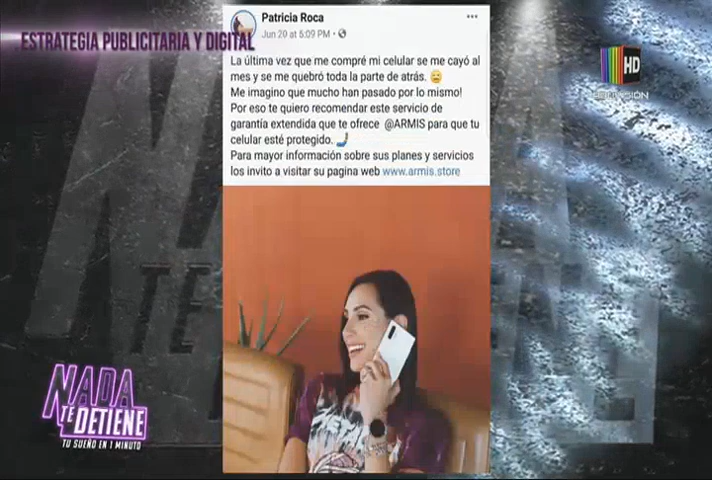 ESTRATEGIA PUBLICITARIA Y DIGITAL
Patricia Roca
Jun 20 at 5:09 PM
La última vez que me compré mi celular se me cayó al
mes y se me quebró toda la parte de atrás.
Me imagino que mucho han pasado por lo mismo!
Por eso te quiero recomendar este servicio de
garantía extendida que te ofrece @ARMIS para que tu
celular esté protegido.
Para mayor información sobre sus planes y servicios
los invito a visitar su pagina web www.armis.store
HD
NADA
TE DETIENE
TU SUEÑO EN 1 MINUTO